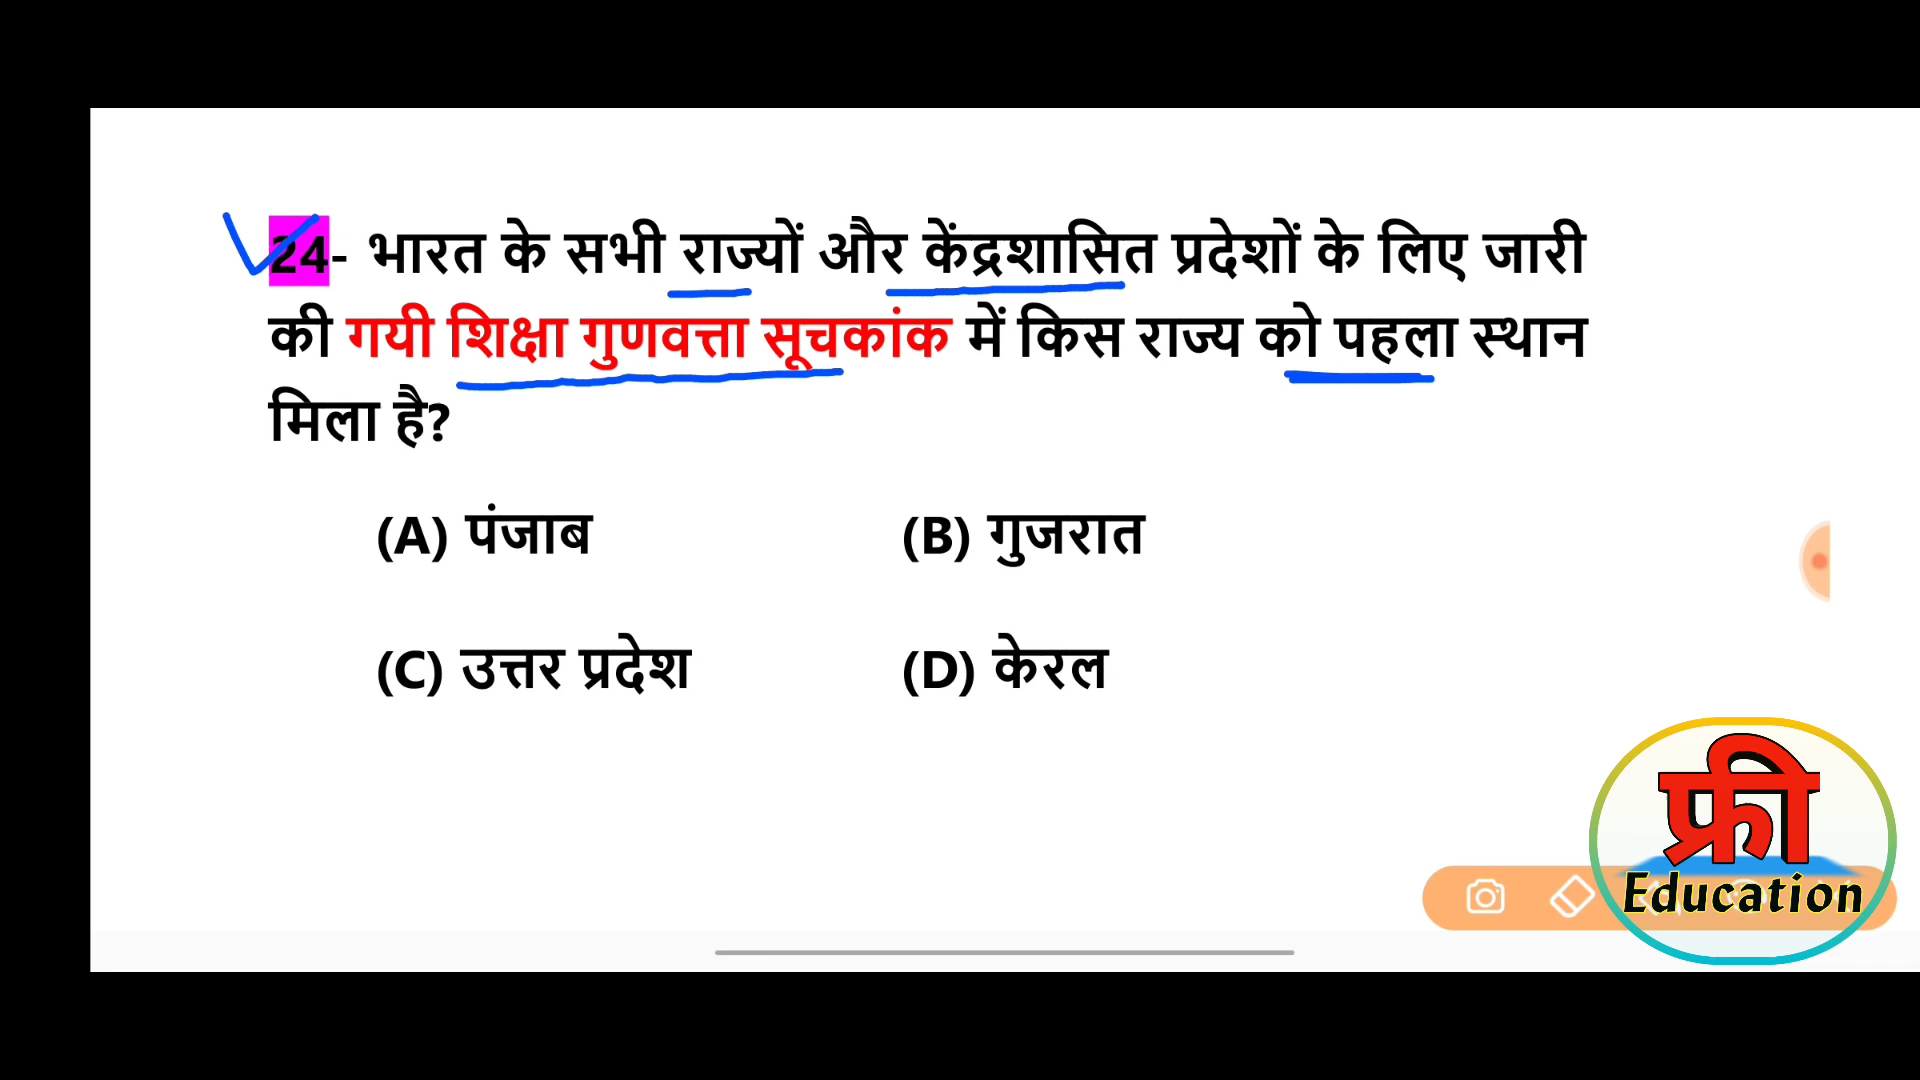 24- भारत के सभी राज्यों और केंद्रशासित प्रदेशों के लिए जारी
की गयी शिक्षा गुणवत्ता सूचकांक में किस राज्य को पहला स्थान
मिला है?
(A) पंजाब (B) गुजरात
(C) उत्तर प्रदेश (D) केरल
फ्री
Education